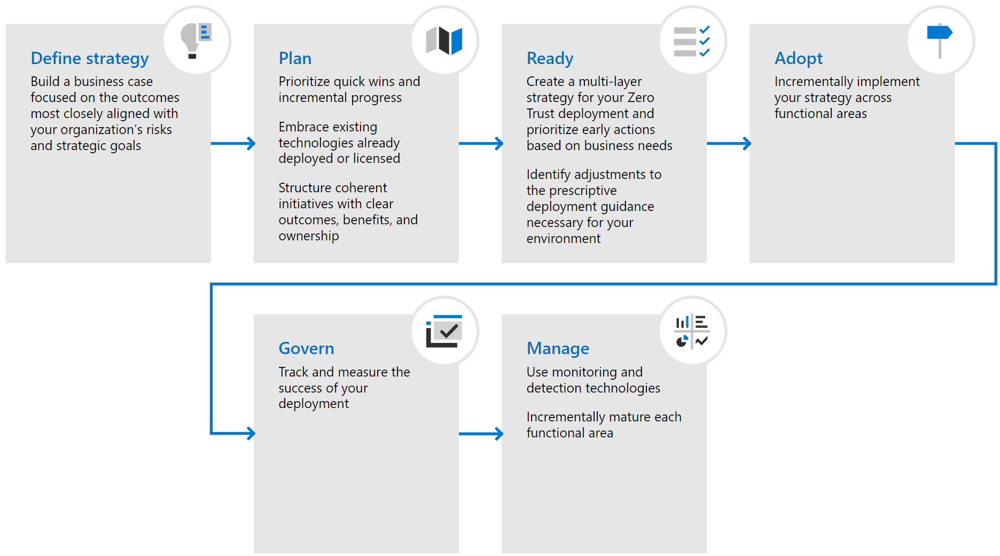 Define strategy
Build a business case
focused on the outcomes
most closely aligned with
your organization’s risks
and strategic goals
Plan
Prioritize quick wins and
incremental progress
Embrace existing
technologies already
deployed or licensed
Structure coherent
initiatives with clear
outcomes, benefits, and
ownership
Ready
Create a multi-layer
strategy for your Zero
Trust deployment and
prioritize early actions
based on business needs
Identify adjustments to
the prescriptive
deployment guidance
necessary for your
environment
Adopt
Incrementally implement
your strategy across
functional areas
Govern
Track and measure the
success of your
deployment
Manage
Use monitoring and
detection technologies
Incrementally mature each
functional area